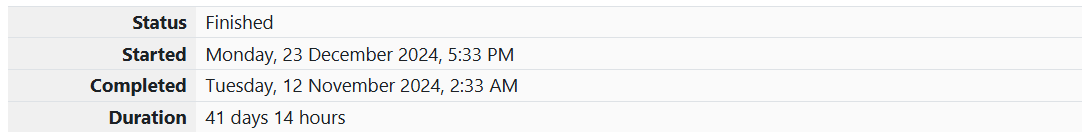 Status Finished
Started Monday, 23 December 2024, 5:33 PM
Completed Tuesday, 12 November 2024, 2:33 AM
Duration 41 days 14 hours